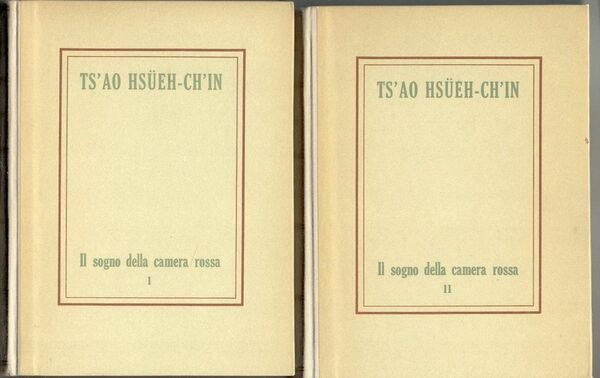 TS'AO HSÜEH-CH'IN
Il sogno della camera rossa
I
TS'AO HSÜEH-CH'IN
Il sogno della camera rossa
II